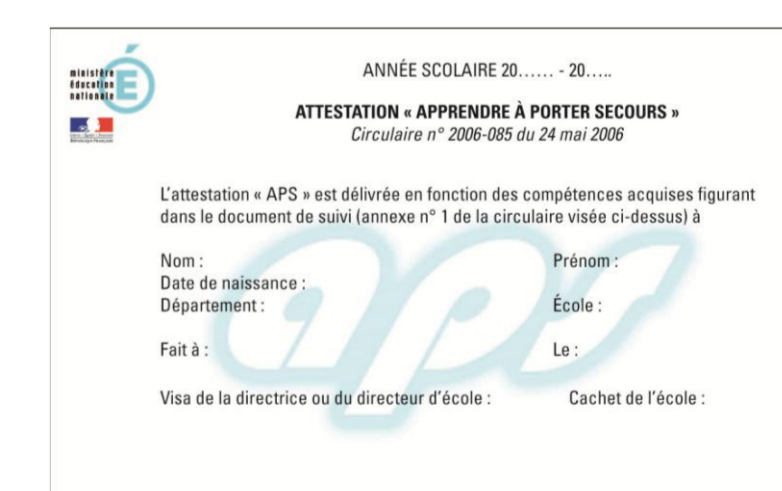 ministère
éducation
nationale
É
ANNÉE SCOLAIRE 20...... - 20.....
ATTESTATION « APPRENDRE À PORTER SECOURS »
Circulaire n° 2006-085 du 24 mai 2006
L'attestation « APS » est délivrée en fonction des compétences acquises figurant
dans le document de suivi (annexe n° 1 de la circulaire visée ci-dessus) à
Nom : Prénom :
Date de naissance :
Département : École :
Fait à : Le :
Visa de la directrice ou du directeur d'école : Cachet de l'école :
aps